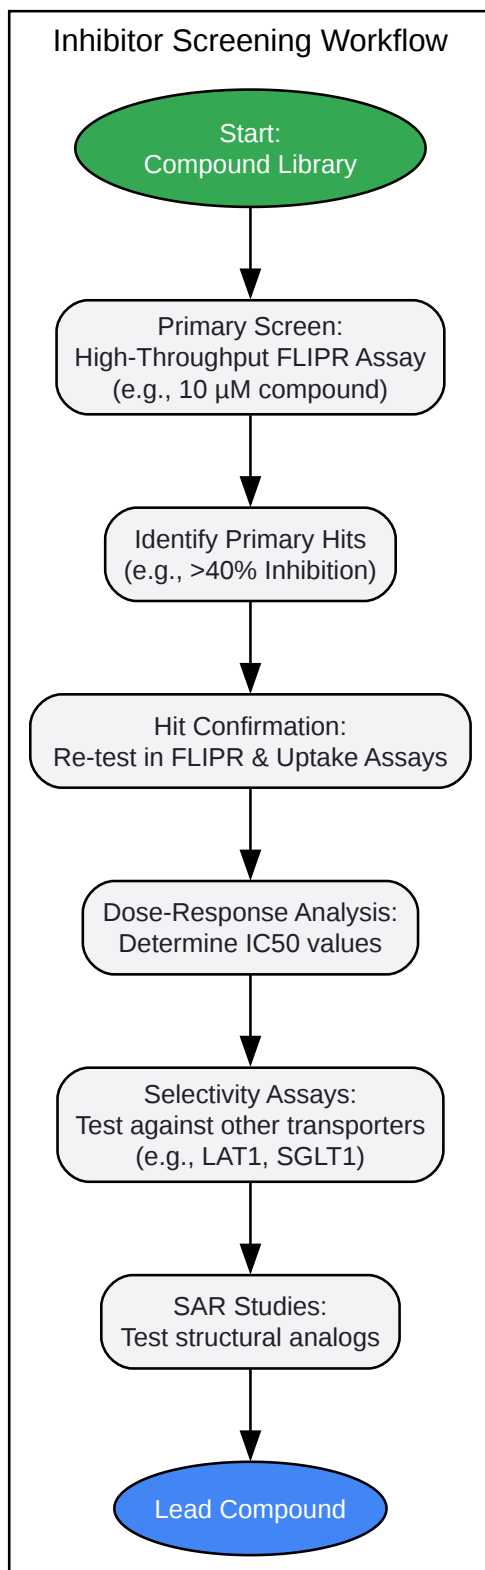 Inhibitor Screening Workflow
Start:
Compound Library
Primary Screen:
High-Throughput FLIPR Assay
(e.g., 10 µM compound)
Identify Primary Hits
(e.g., >40% Inhibition)
Hit Confirmation:
Re-test in FLIPR & Uptake Assays
Dose-Response Analysis:
Determine IC50 values
Selectivity Assays:
Test against other transporters
(e.g., LAT1, SGLT1)
SAR Studies:
Test structural analogs
Lead Compound